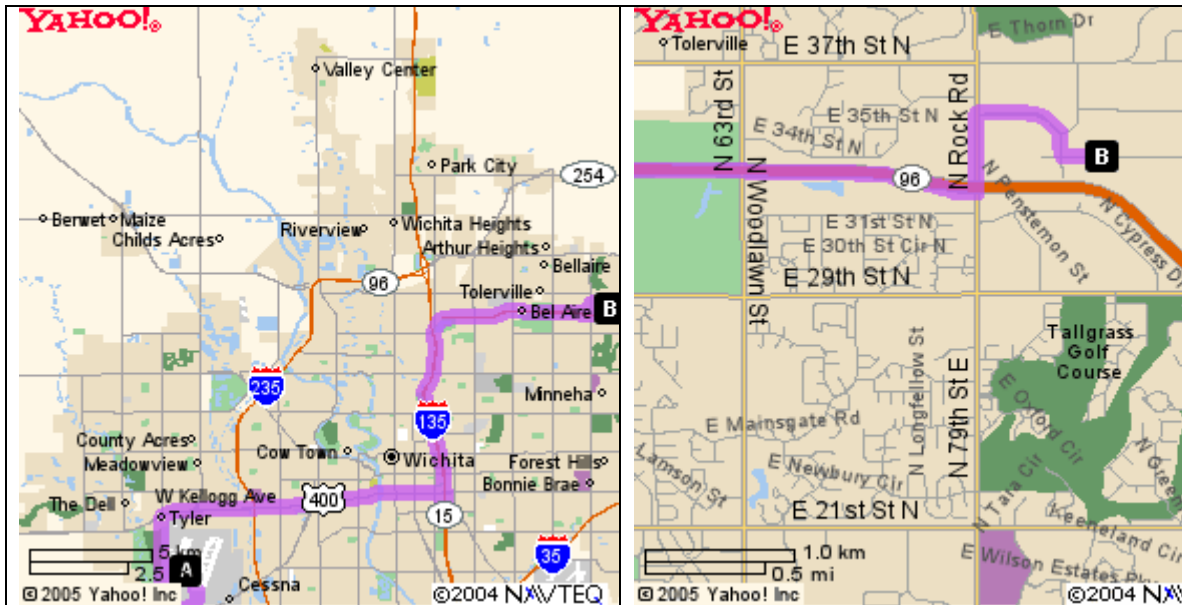 YAHOO!®
Valley Center
Park City
254
Berwet
Maize
Childs Acres
Riverview
Wichita Heights
Arthur Heights
Bellaire
96
Tolerville
Bel Aire
B
235
Minneha
135
County Acres
Cow Town
Wichita
Forest Hills
Meadowview
Bonnie Brae
W Kellogg Ave
400
The Dell
Tyler
15
5 km
2.5
A
35
Cessna
© 2005 Yahoo! Inc
©2004 NAVTEQ
YAHOO!®
E Thorn Dr
Tolerville
E 37th St N
N 63rd St
N Rock Rd
E 35th St N
E 34th St N
B
96
N Woodlawn St
N Penstemon St
N Cypress D
E 31st St N
E 30th St Cir N
E 29th St N
Tallgrass
Golf
Course
N Longfellow St
N 79th St E
E Oxford Cir
E Mainsgate Rd
Lamson St
E Newbury Cir
N Tara Cir
N Green
E 21st St N
Keeneland Cir
E Wilson Estates
1.0 km
0.5 mi
© 2005 Yahoo! Inc
©2004 NAV